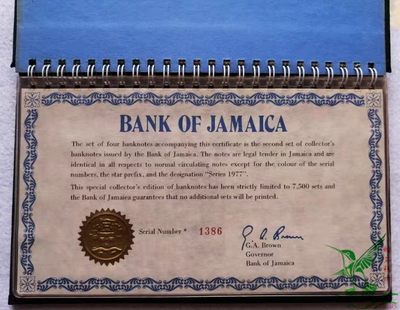 BANK OF JAMAICA
The set of four banknotes accompanying this certificate is the second set of collector's
banknotes issued by the Bank of Jamaica. The notes are legal tender in Jamaica and are
identical in all respects to normal circulating notes except for the colour of the serial
numbers, the star prefix, and the designation "Series 1977".
This special collector's edition of banknotes has been strictly limited to 7,500 sets and
the Bank of Jamaica guarantees that no additional sets will be printed.
Serial Number * 1386
G. A. Brown
G.A. Brown
Governor
Bank of Jamaica